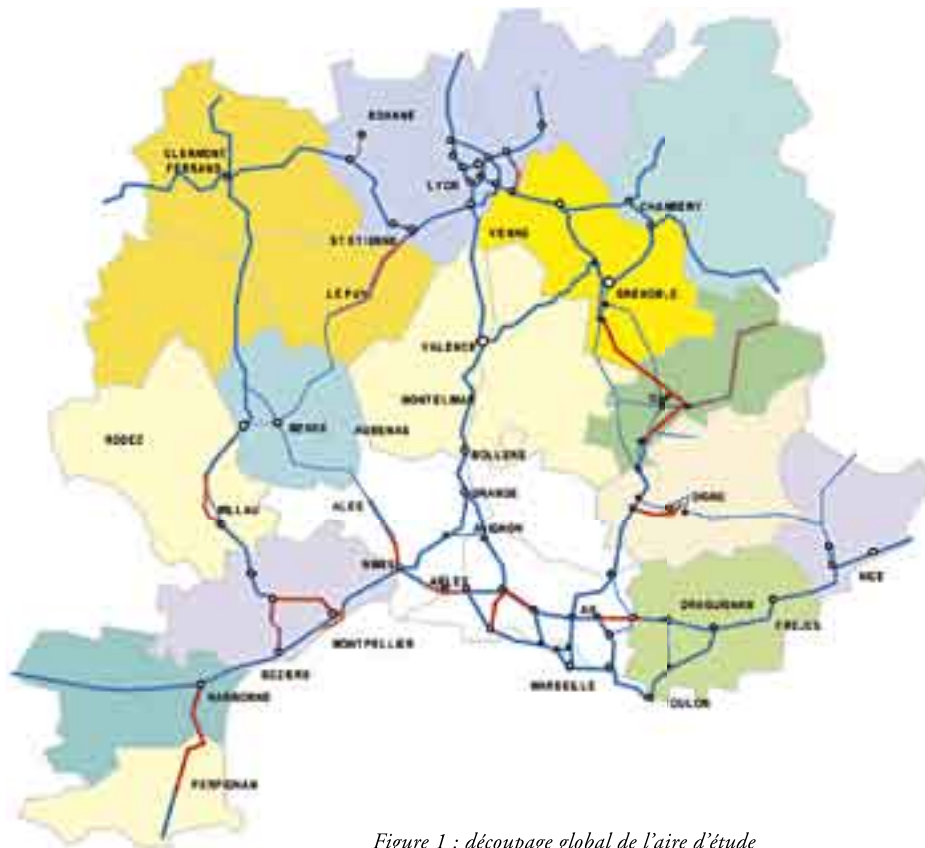 ROANNE
CLERMONT
FERRAND
LYON
CHAMBERY
VIENNE
ST ETIENNE
LE PUY
GRENOBLE
VALENCE
MONTELMAR
RODEZ
MENDE
AUBENAS
BOLLENE
ORANGE
ALES
DIGNE
MILLAU
AVIGNON
NIMES
ARLES
AIX
DRAGUIGNAN
NICE
FREJUS
MONTPELLIER
BEZIERS
MARSEILLE
NARBONNE
OULON
PERPIGNAN
Figure 1 : découpage global de l'aire d'étude